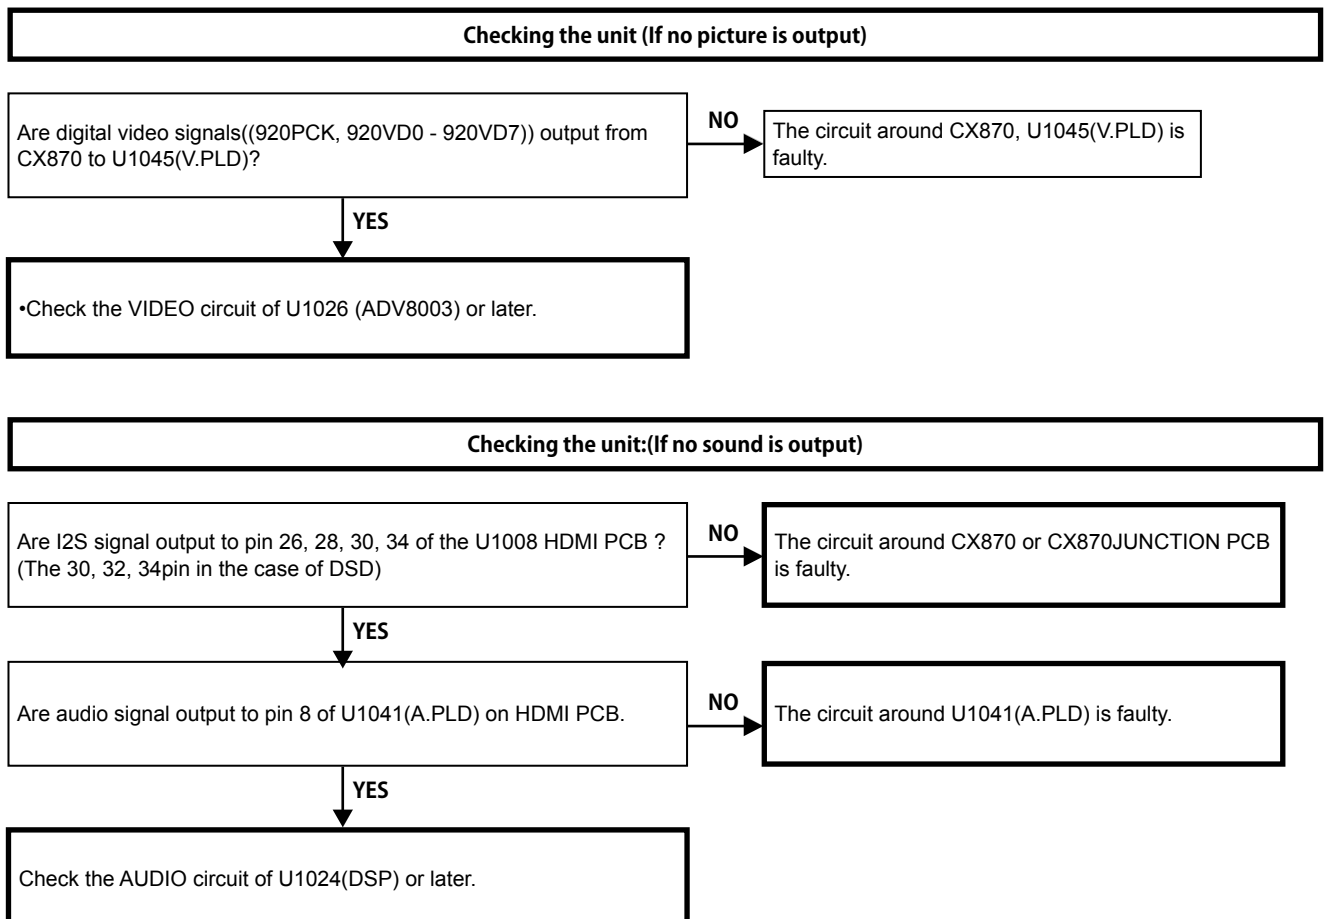 Checking the unit (If no picture is output)
Are digital video signals((920PCK, 920VD0 - 920VD7)) output from
CX870 to U1045(V.PLD)?
NO
The circuit around CX870, U1045(V.PLD) is
faulty.
YES
•Check the VIDEO circuit of U1026 (ADV8003) or later.
Checking the unit:(If no sound is output)
Are I2S signal output to pin 26, 28, 30, 34 of the U1008 HDMI PCB ?
(The 30, 32, 34pin in the case of DSD)
NO
The circuit around CX870 or CX870JUNCTION PCB
is faulty.
YES
Are audio signal output to pin 8 of U1041(A.PLD) on HDMI PCB.
NO
The circuit around U1041(A.PLD) is faulty.
YES
Check the AUDIO circuit of U1024(DSP) or later.